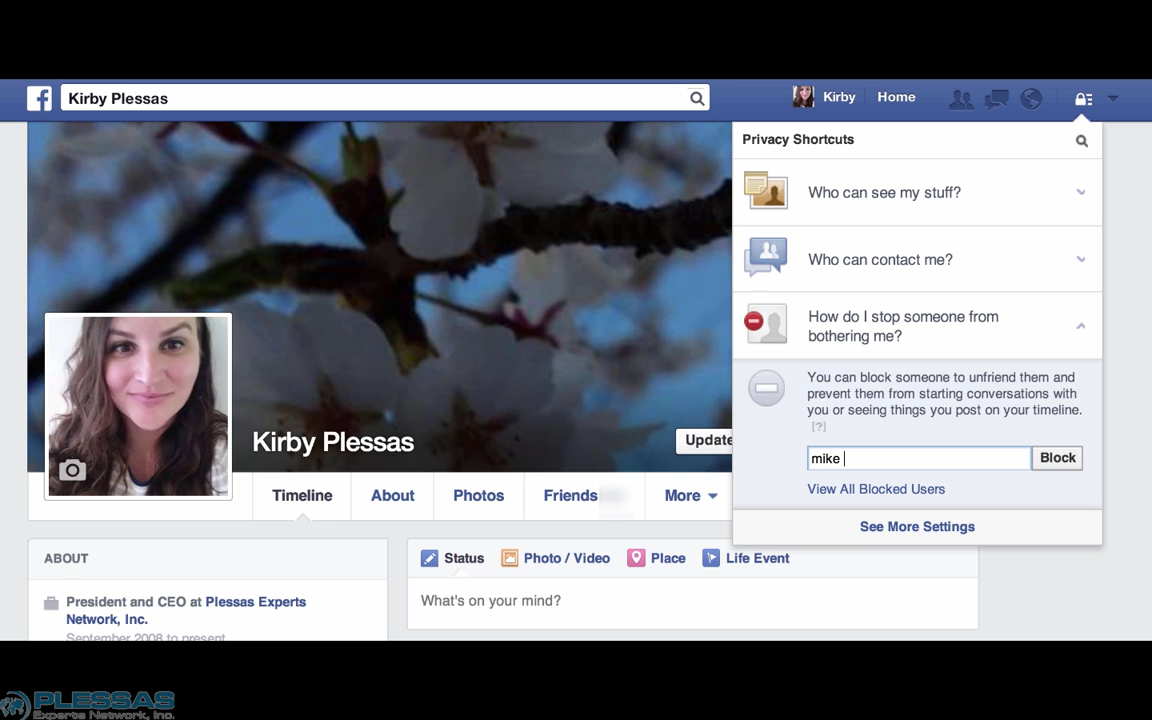 Kirby Plessas
Kirby
Home
Privacy Shortcuts
Who can see my stuff?
Who can contact me?
How do I stop someone from
bothering me?
You can block someone to unfriend them and
prevent them from starting conversations with
you or seeing things you post on your timeline.
[?]
mike
Block
View All Blocked Users
See More Settings
Kirby Plessas
Update
Timeline
About
Photos
Friends
More
ABOUT
President and CEO at Plessas Experts
Network, Inc.
September 2008 to present
Status
Photo / Video
Place
Life Event
What's on your mind?
PLESSAS
Experts Network, Inc.